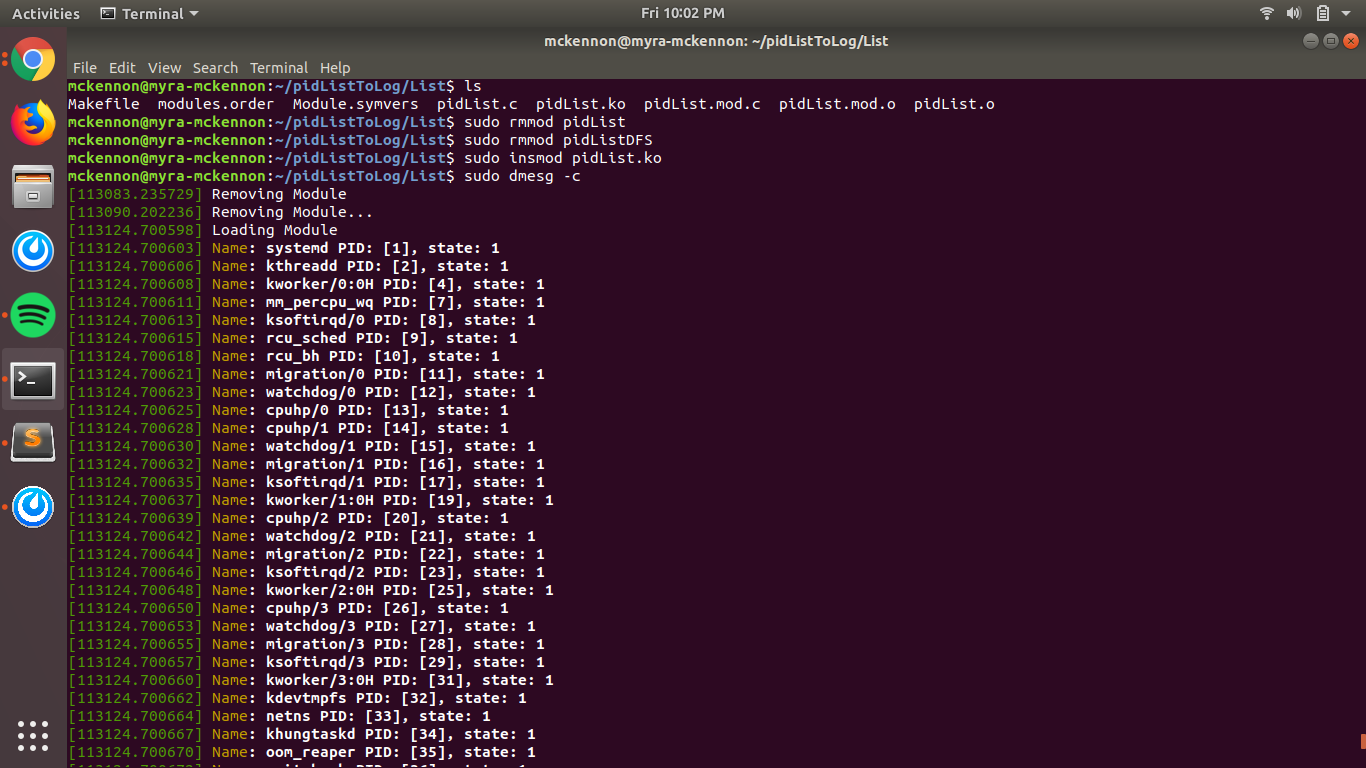 Activities Terminal Fri 10:02 PM
mckennon@myra-mckennon: ~/pidListToLog/List
File Edit View Search Terminal Help
mckennon@myra-mckennon:~/pidListToLog/List$ ls
Makefile modules.order Module.symvers pidList.c pidList.ko pidList.mod.c pidList.mod.o pidList.o
mckennon@myra-mckennon:~/pidListToLog/List$ sudo rmmod pidList
mckennon@myra-mckennon:~/pidListToLog/List$ sudo rmmod pidListDFS
mckennon@myra-mckennon:~/pidListToLog/List$ sudo insmod pidList.ko
mckennon@myra-mckennon:~/pidListToLog/List$ sudo dmesg -c
[113083.235729] Removing Module
[113090.202236] Removing Module...
[113124.700598] Loading Module
[113124.700603] Name: systemd PID: [1], state: 1
[113124.700606] Name: kthreadd PID: [2], state: 1
[113124.700608] Name: kworker/0:0H PID: [4], state: 1
[113124.700611] Name: mm_percpu_wq PID: [7], state: 1
[113124.700613] Name: ksoftirqd/0 PID: [8], state: 1
[113124.700615] Name: rcu_sched PID: [9], state: 1
[113124.700618] Name: rcu_bh PID: [10], state: 1
[113124.700621] Name: migration/0 PID: [11], state: 1
[113124.700623] Name: watchdog/0 PID: [12], state: 1
[113124.700625] Name: cpuhp/0 PID: [13], state: 1
[113124.700628] Name: cpuhp/1 PID: [14], state: 1
[113124.700630] Name: watchdog/1 PID: [15], state: 1
[113124.700632] Name: migration/1 PID: [16], state: 1
[113124.700635] Name: ksoftirqd/1 PID: [17], state: 1
[113124.700637] Name: kworker/1:0H PID: [19], state: 1
[113124.700639] Name: cpuhp/2 PID: [20], state: 1
[113124.700642] Name: watchdog/2 PID: [21], state: 1
[113124.700644] Name: migration/2 PID: [22], state: 1
[113124.700646] Name: ksoftirqd/2 PID: [23], state: 1
[113124.700648] Name: kworker/2:0H PID: [25], state: 1
[113124.700650] Name: cpuhp/3 PID: [26], state: 1
[113124.700653] Name: watchdog/3 PID: [27], state: 1
[113124.700655] Name: migration/3 PID: [28], state: 1
[113124.700657] Name: ksoftirqd/3 PID: [29], state: 1
[113124.700660] Name: kworker/3:0H PID: [31], state: 1
[113124.700662] Name: kdevtmpfs PID: [32], state: 1
[113124.700664] Name: netns PID: [33], state: 1
[113124.700667] Name: khungtaskd PID: [34], state: 1
[113124.700670] Name: oom_reaper PID: [35], state: 1